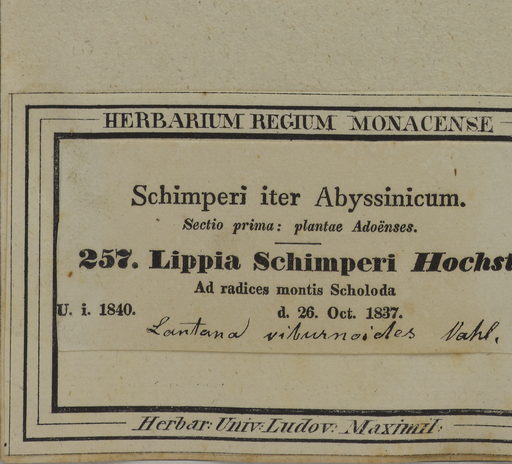 HERBARIUM REGIUM MONACENSE
Schimperi iter Abyssinicum.
Sectio prima: plantae Adoënses.
257. Lippia Schimperi Hochst
Ad radices montis Scholoda
U. i. 1840. d. 26. Oct. 1837.
Lantana viburnoides Vahl.
Herbar: Univ: Ludov: Maximil: